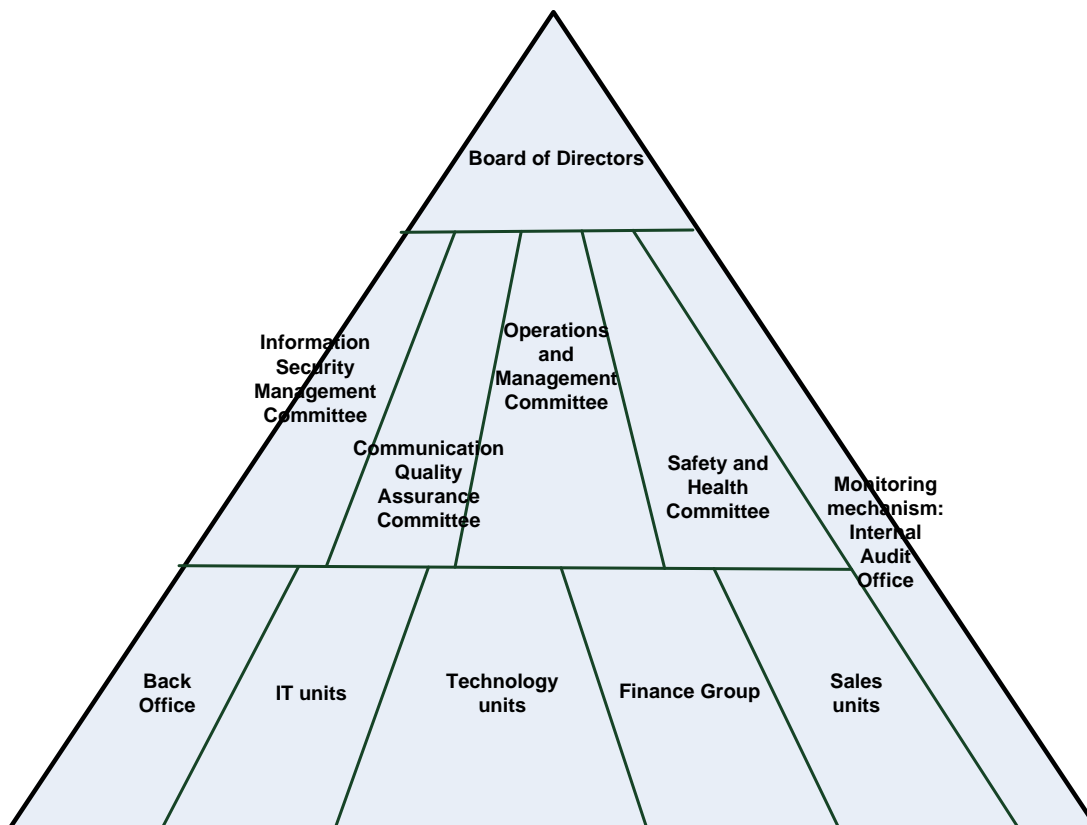 Board of Directors
Information
Security
Management
Committee
Communication
Quality
Assurance
Committee
Operations
and
Management
Committee
Safety and
Health
Committee
Monitoring
mechanism:
Internal
Audit
Office
Back
Office
IT units
Technology
units
Finance Group
Sales
units